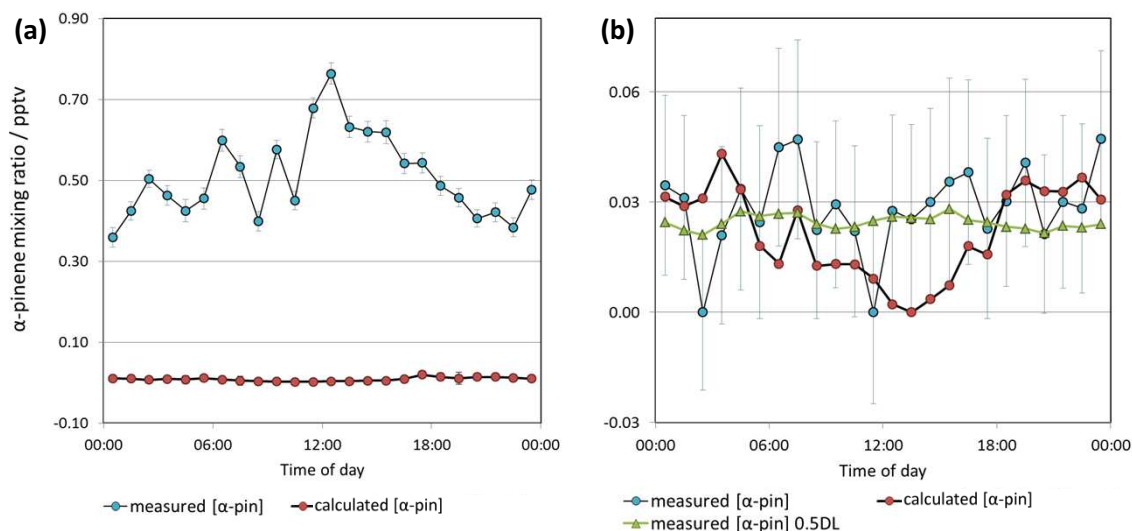 (a)
α-pinene mixing ratio / pptv
0.90
0.70
0.50
0.30
0.10
-0.10
00:00 06:00 12:00 18:00 00:00
Time of day
measured [α-pin] calculated [α-pin]
(b)
0.06
0.03
0.00
-0.03
00:00 06:00 12:00 18:00 00:00
Time of day
measured [α-pin] calculated [α-pin]
measured [α-pin] 0.5DL